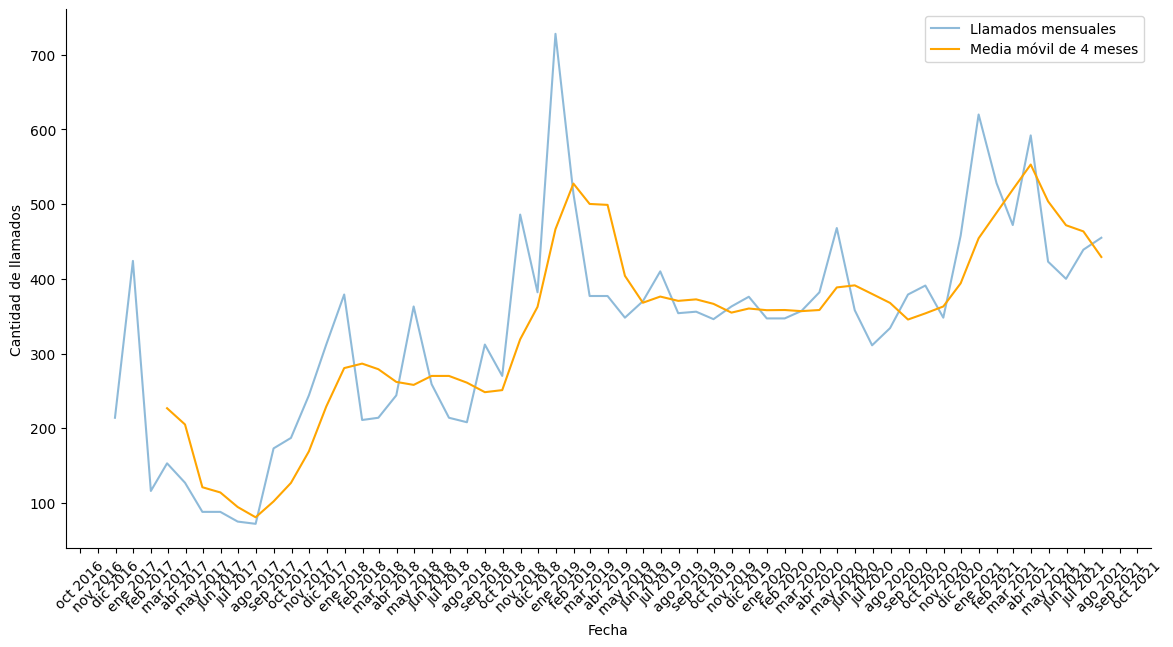 Llamados mensuales
Media móvil de 4 meses
Cantidad de llamados
700
600
500
400
300
200
100
oct 2016
nov 2016
dic 2016
ene 2017
feb 2017
mar 2017
abr 2017
may 2017
jun 2017
jul 2017
ago 2017
sep 2017
oct 2017
nov 2017
dic 2017
ene 2018
feb 2018
mar 2018
abr 2018
may 2018
jun 2018
jul 2018
ago 2018
sep 2018
oct 2018
nov 2018
dic 2018
ene 2019
feb 2019
mar 2019
abr 2019
may 2019
jun 2019
jul 2019
ago 2019
sep 2019
oct 2019
nov 2019
dic 2019
ene 2020
feb 2020
mar 2020
abr 2020
may 2020
jun 2020
jul 2020
ago 2020
sep 2020
oct 2020
nov 2020
dic 2020
ene 2021
feb 2021
mar 2021
abr 2021
may 2021
jun 2021
jul 2021
ago 2021
sep 2021
oct 2021
Fecha